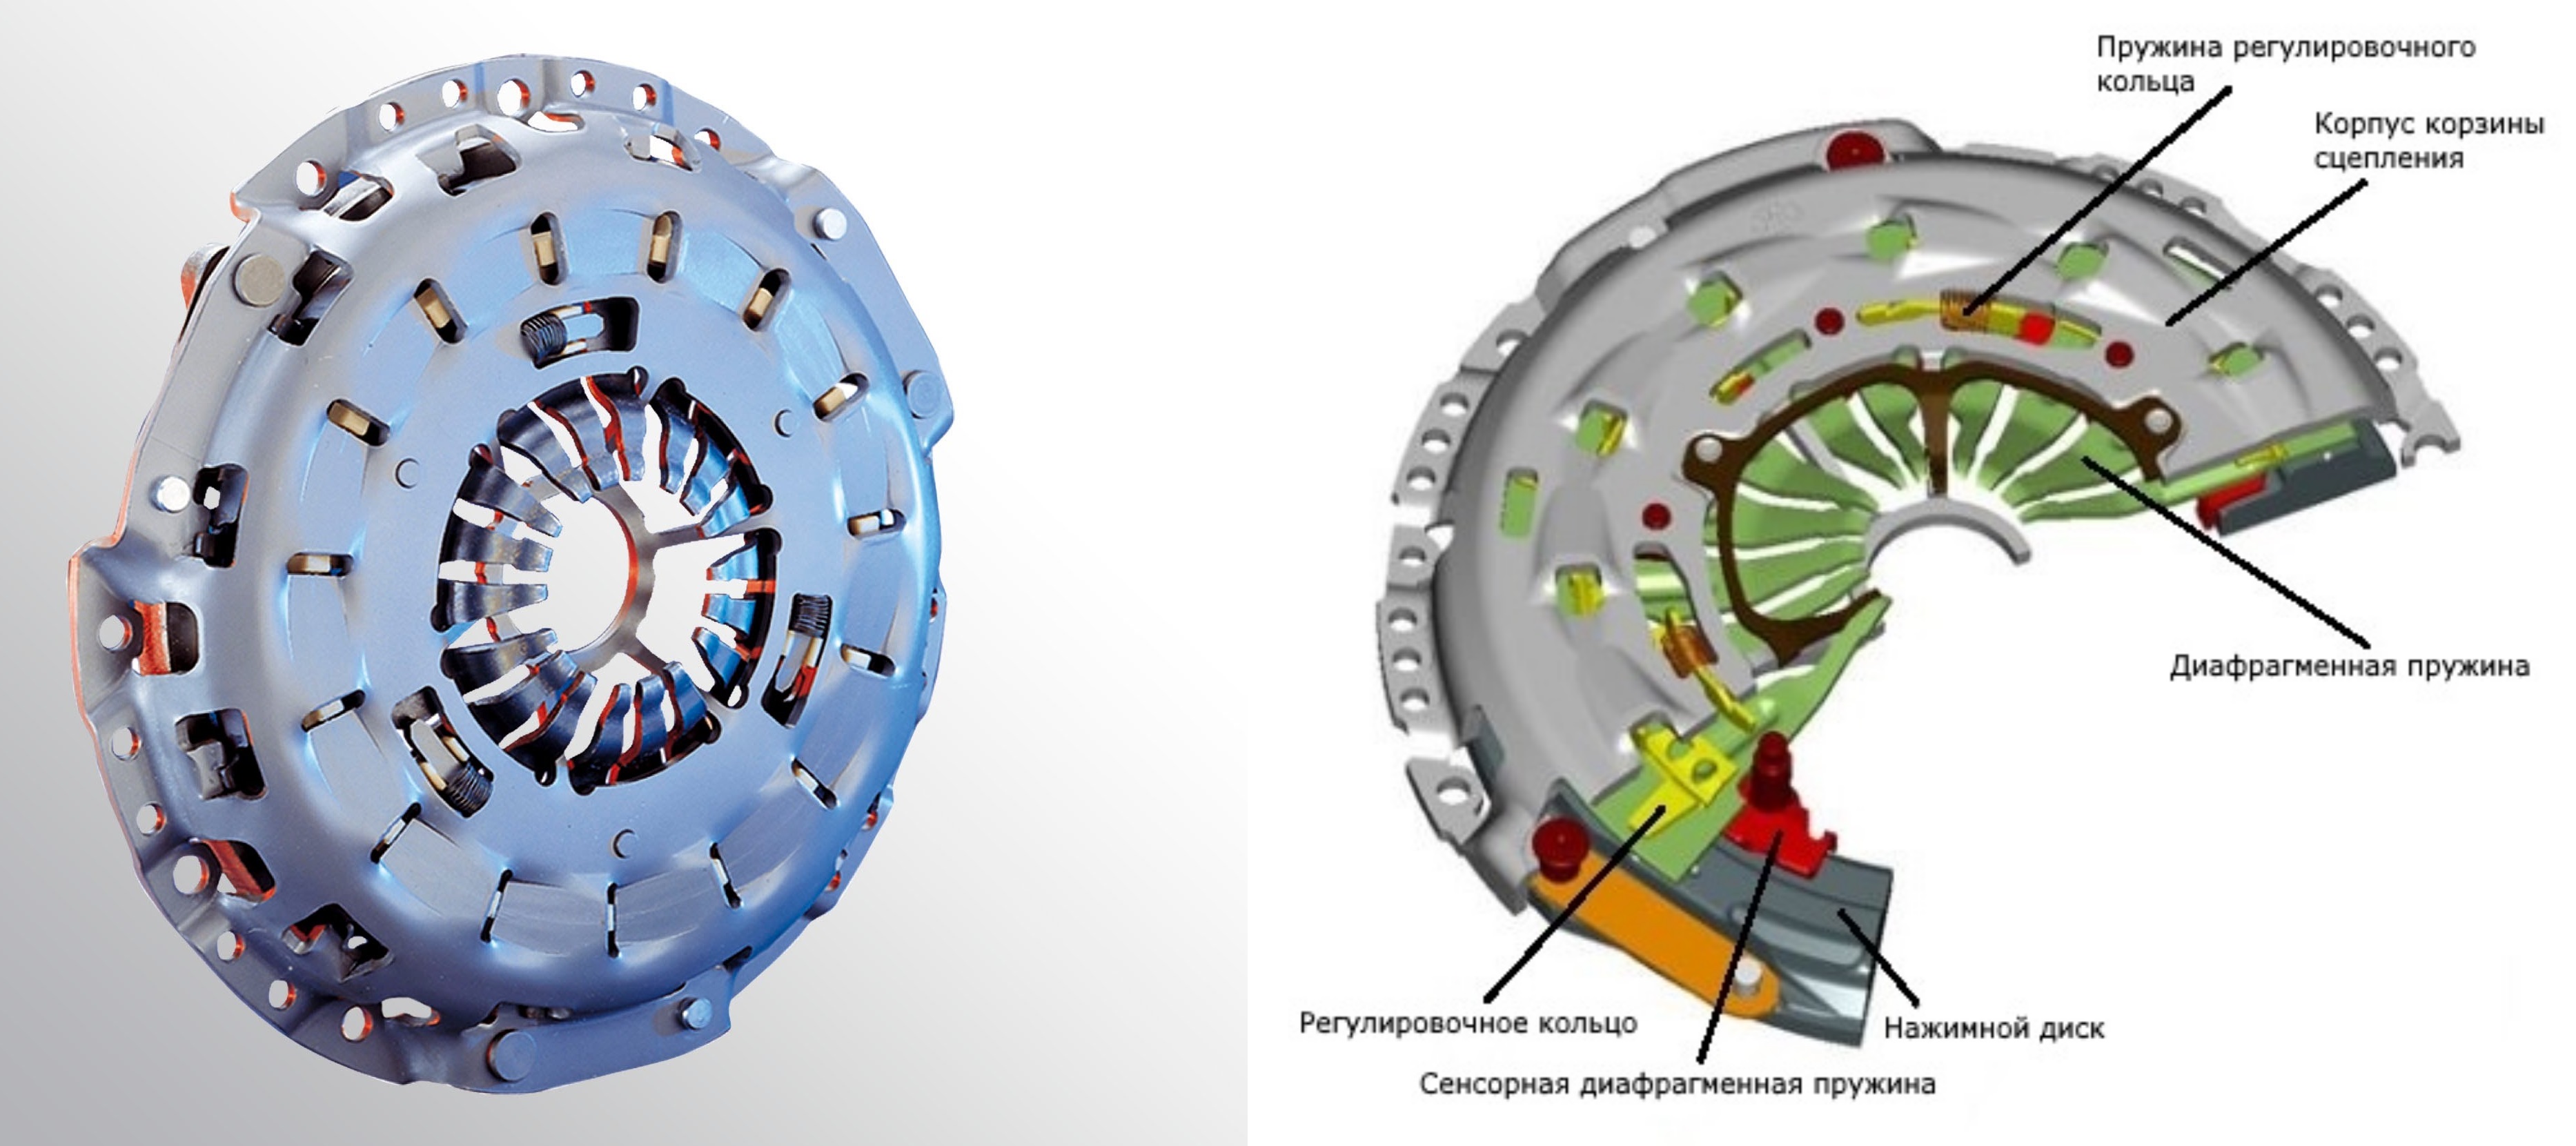 Пружина регулировочного
кольца
Корпус корзины
сцепления
Диафрагменная пружина
Регулировочное кольцо
Нажимной диск
Сенсорная диафрагменная пружина